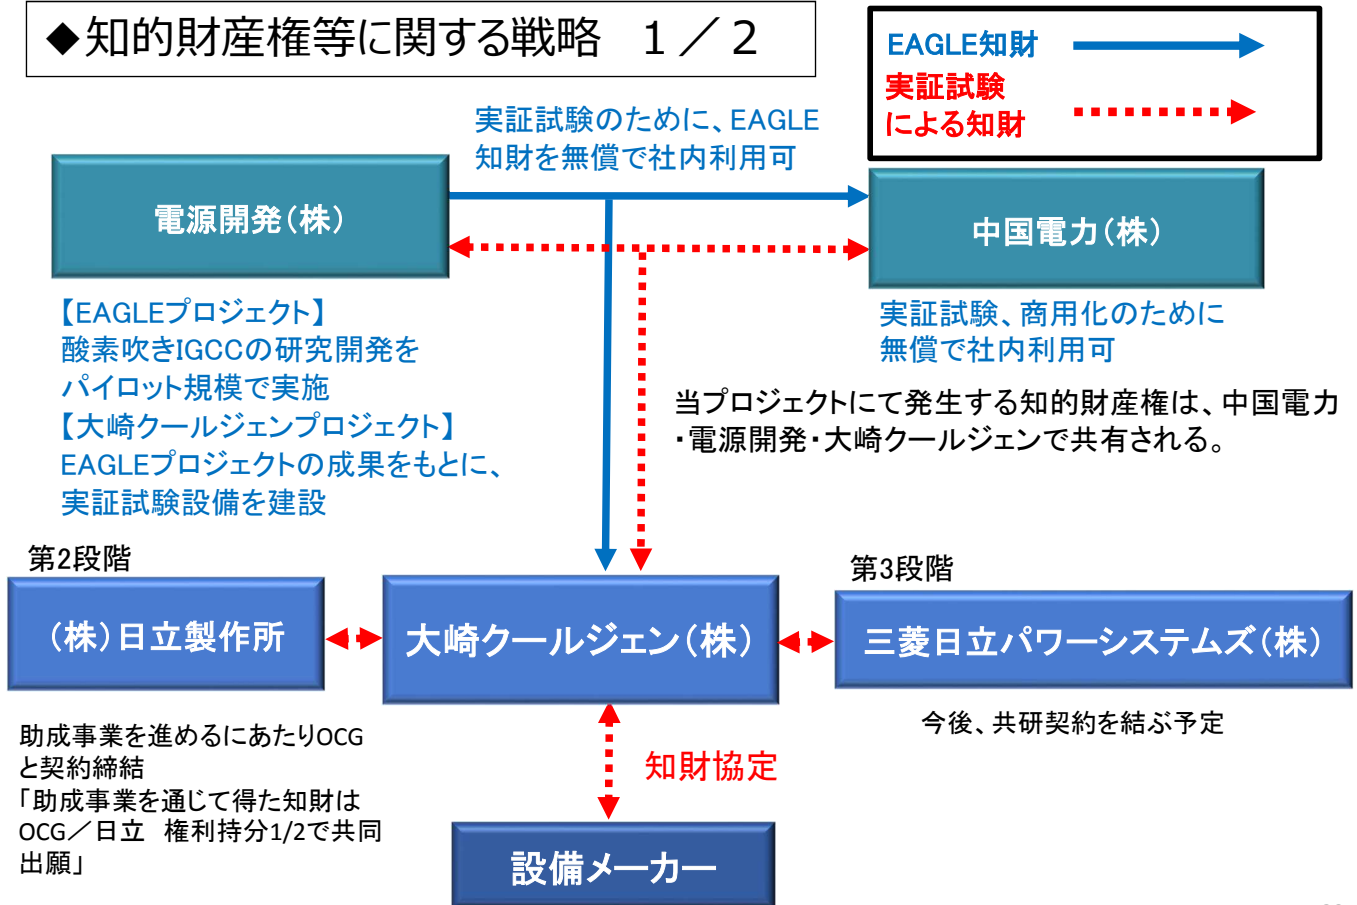 ◆知的財産権等に関する戦略　１／２
EAGLE知財
実証試験
による知財
実証試験のために、EAGLE
知財を無償で社内利用可
電源開発（株）
中国電力（株）
【EAGLEプロジェクト】
酸素吹きIGCCの研究開発を
パイロット規模で実施
【大崎クールジェンプロジェクト】
EAGLEプロジェクトの成果をもとに、
実証試験設備を建設
実証試験、商用化のために
無償で社内利用可
当プロジェクトにて発生する知的財産権は、中国電力
・電源開発・大崎クールジェンで共有される。
第2段階
第3段階
（株）日立製作所
大崎クールジェン（株）
三菱日立パワーシステムズ（株）
助成事業を進めるにあたりOCG
と契約締結
「助成事業を通じて得た知財は
OCG／日立　権利持分1/2で共同
出願」
今後、共研契約を結ぶ予定
知財協定
設備メーカー